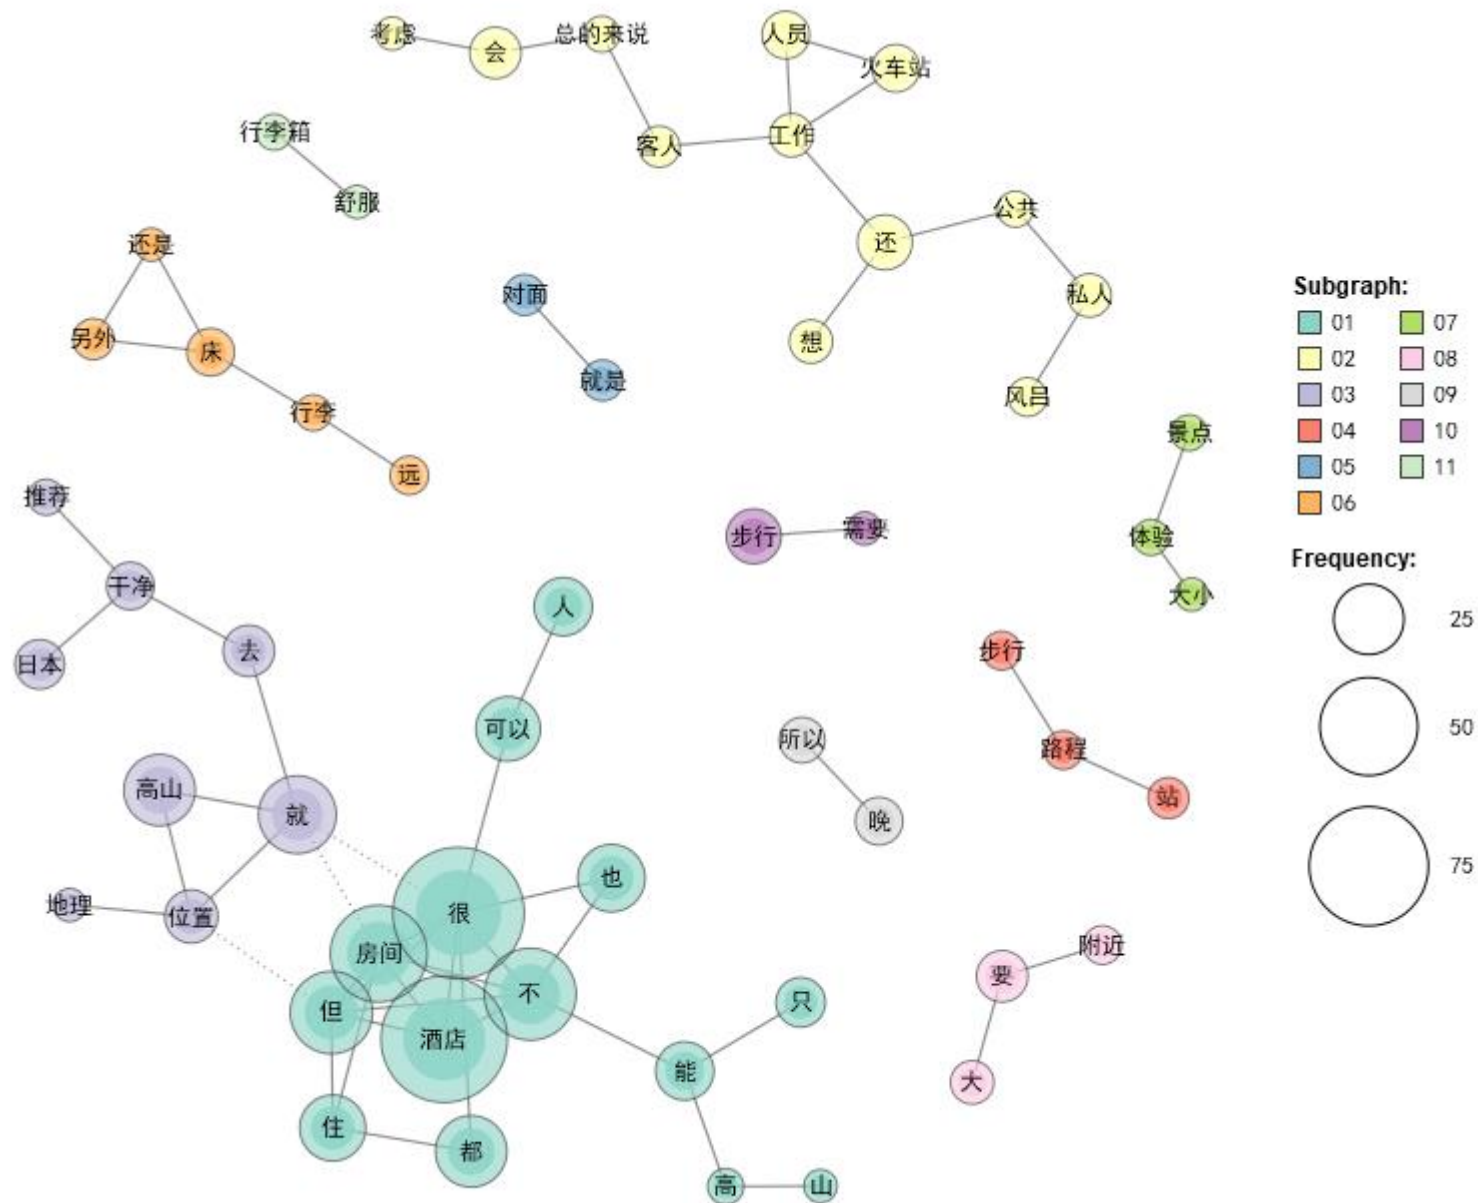 考虑
会
总的来说
人员
火车站
行李箱
客人
工作
舒服
公共
还是
还
对面
私人
另外
床
想
就是
行李
风吕
远
景点
推荐
步行
需要
体验
干净
大小
人
日本
去
步行
可以
所以
路程
高山
就
站
晚
地理
位置
很
也
房间
附近
不
要
但
只
酒店
能
大
住
都
高
山
Subgraph:
01 07
02 08
03 09
04 10
05 11
06
Frequency:
25
50
75